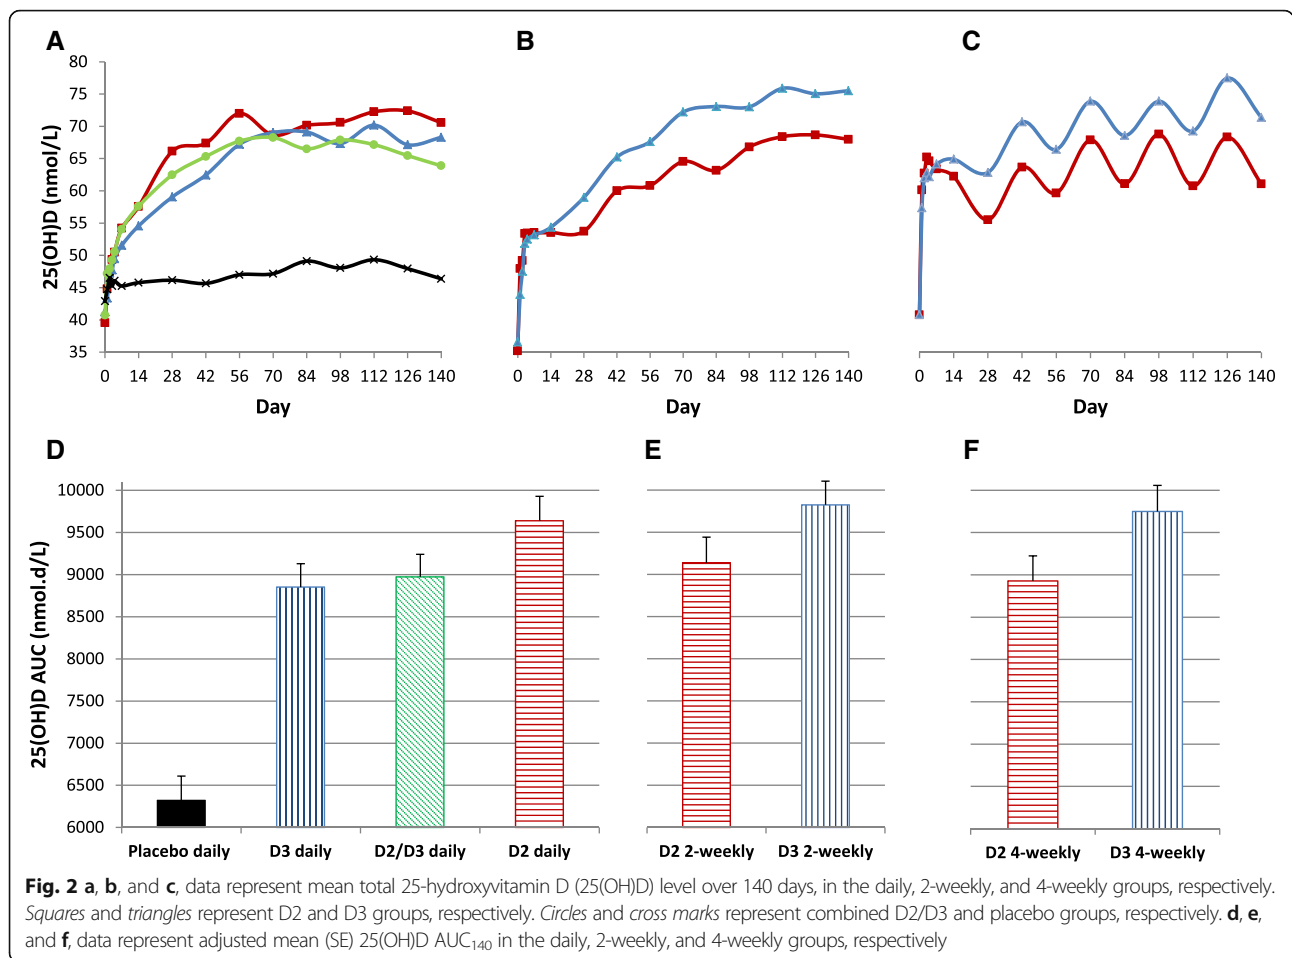 A
B
C
80
75
70
65
60
55
50
45
40
35
25(OH)D (nmol/L)
0 14 28 42 56 70 84 98 112 126 140
0 14 28 42 56 70 84 98 112 126 140
0 14 28 42 56 70 84 98 112 126 140
Day
Day
Day
D
E
F
10000
9500
9000
8500
8000
7500
7000
6500
6000
25(OH)D AUC (nmol.d/L)
Placebo daily D3 daily D2/D3 daily D2 daily
D2 2-weekly D3 2-weekly
D2 4-weekly D3 4-weekly
Fig. 2 a, b, and c, data represent mean total 25-hydroxyvitamin D (25(OH)D) level over 140 days, in the daily, 2-weekly, and 4-weekly groups, respectively.
Squares and triangles represent D2 and D3 groups, respectively. Circles and cross marks represent combined D2/D3 and placebo groups, respectively. d, e,
and f, data represent adjusted mean (SE) 25(OH)D AUC₁₄₀ in the daily, 2-weekly, and 4-weekly groups, respectively